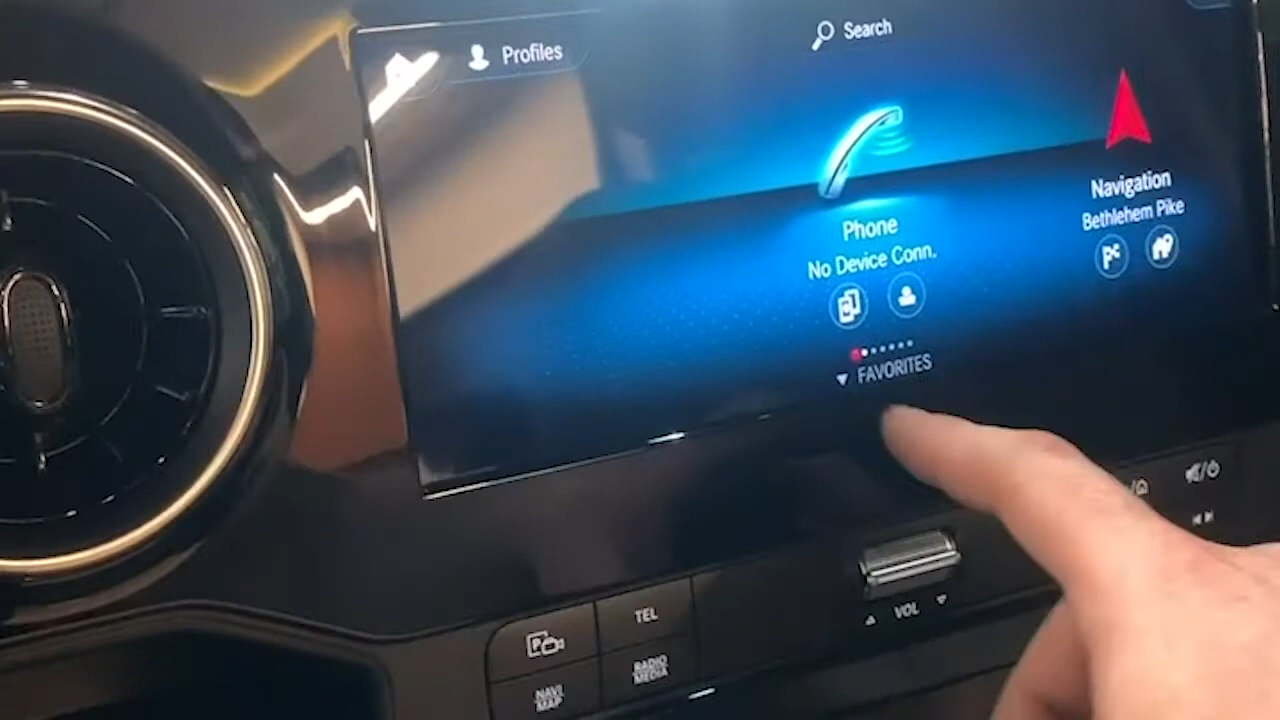 Profiles
Search
Phone
No Device Conn.
Navigation
Bethlehem Pike
FAVORITES
VOL
TEL
RADIO
MEDIA
NAVI
MAP